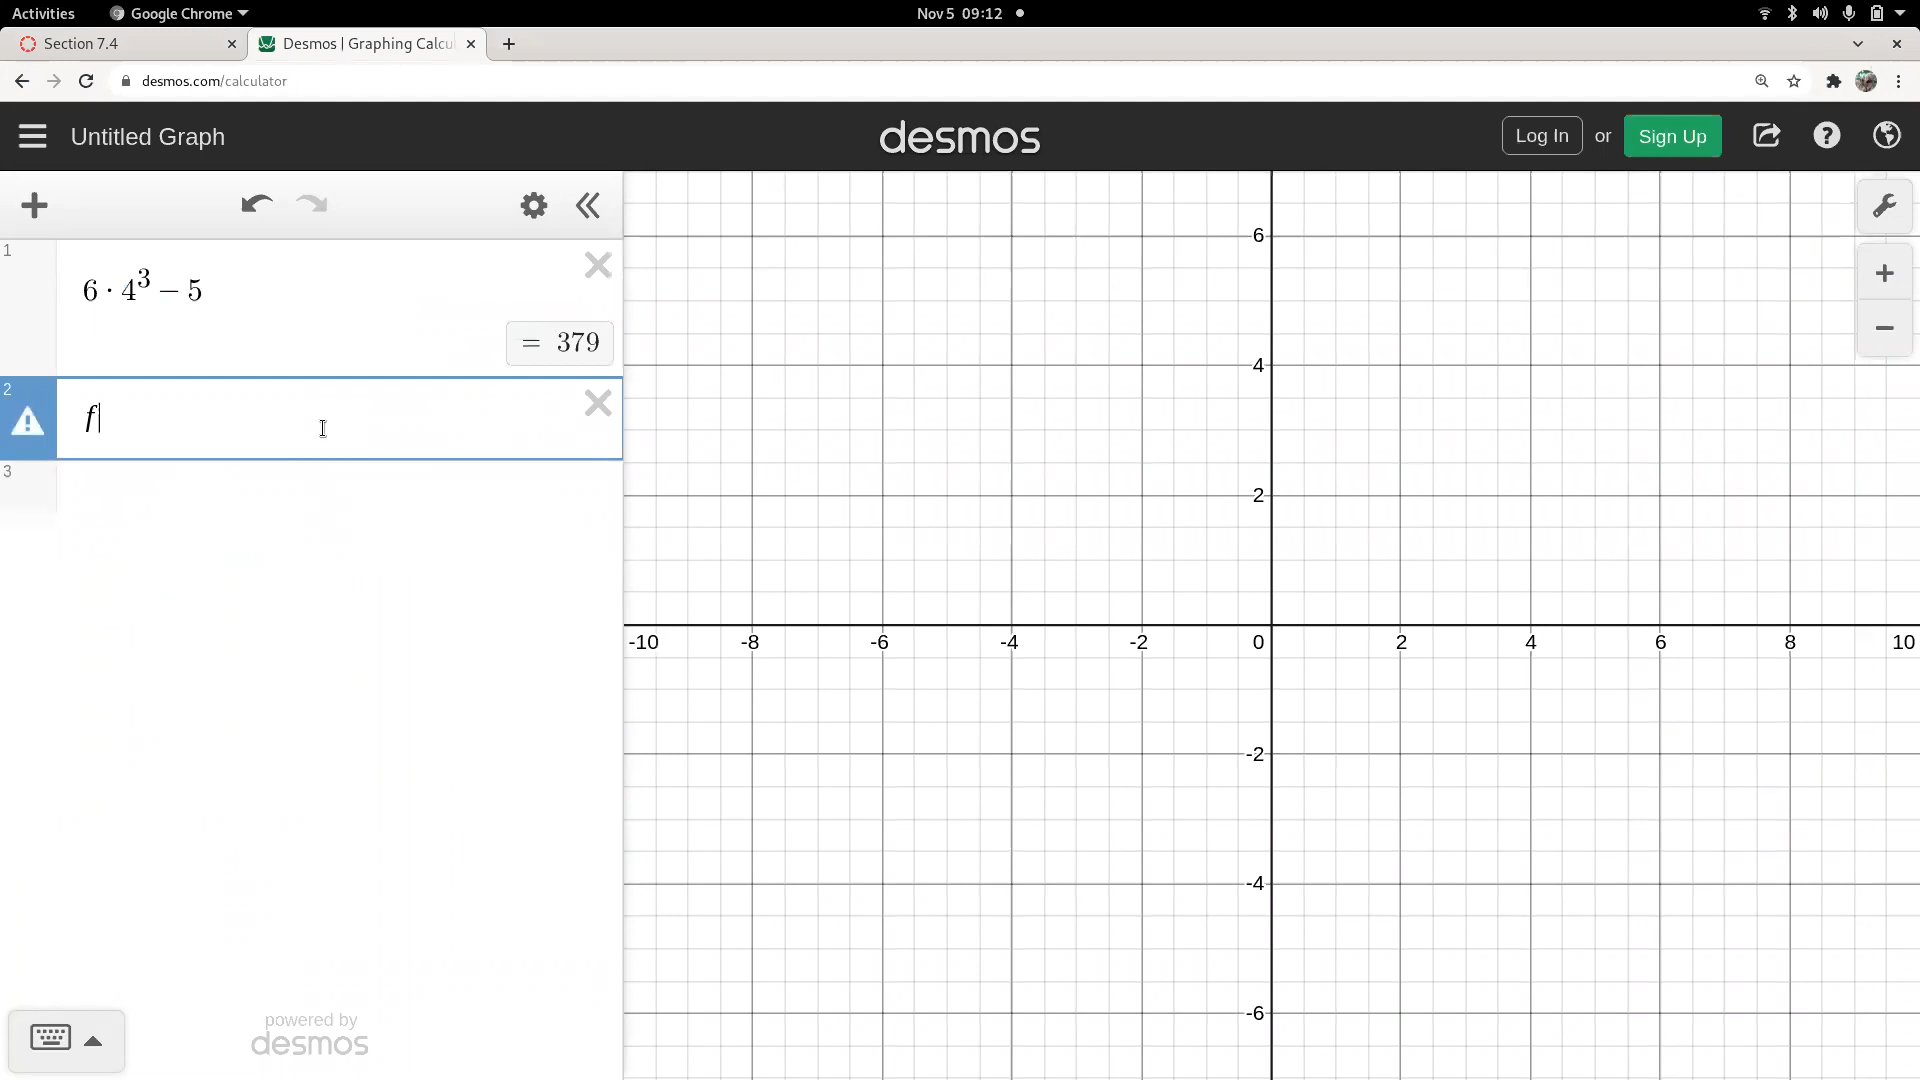 Activities Google Chrome Nov 5 09:12
Section 7.4 Desmos | Graphing Calcu
desmos.com/calculator
Untitled Graph desmos Log In or Sign Up
1
6 · 4³ − 5
= 379
2
f
3
powered by
desmos
6
4
2
-10 -8 -6 -4 -2 0 2 4 6 8 10
-2
-4
-6